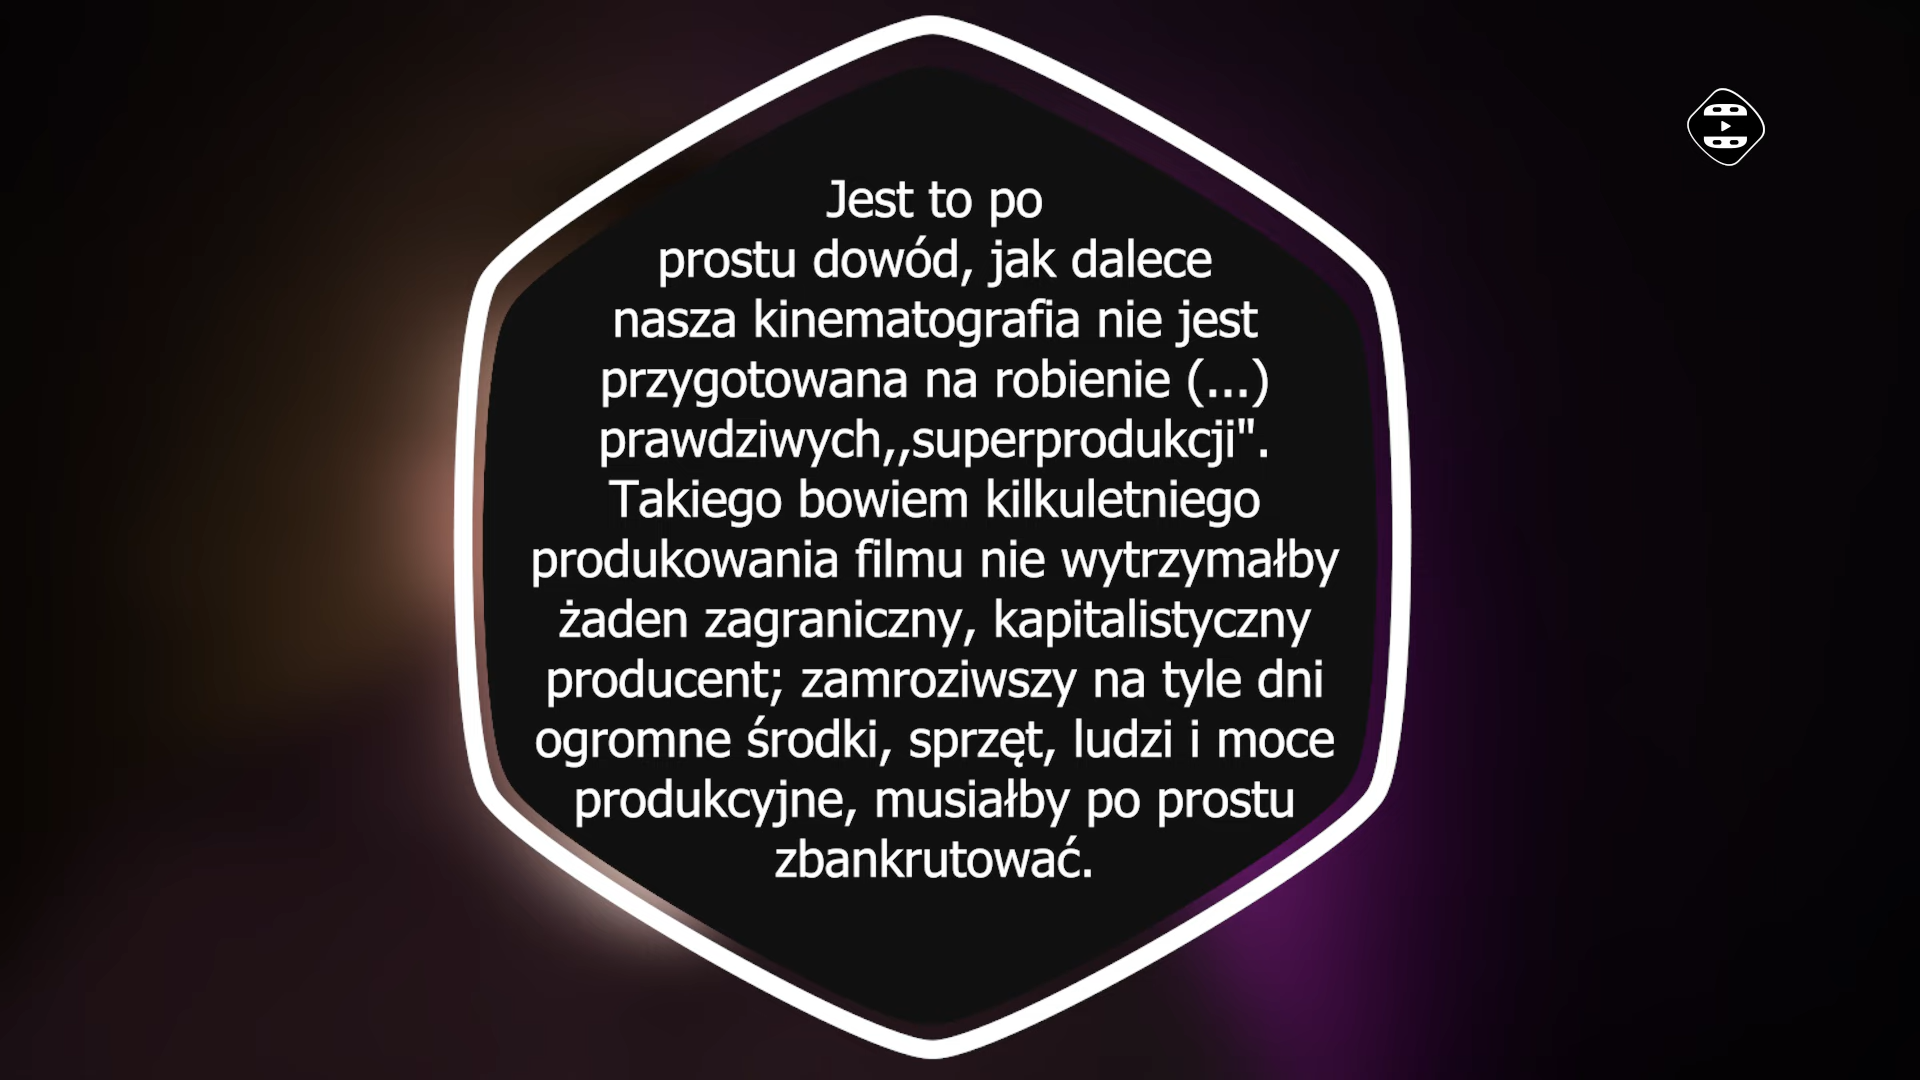 Jest to po
prostu dowód, jak dalece
nasza kinematografia nie jest
przygotowana na robienie (...)
prawdziwych,,superprodukcji".
Takiego bowiem kilkuletniego
produkowania filmu nie wytrzymałby
żaden zagraniczny, kapitalistyczny
producent; zamroziwszy na tyle dni
ogromne środki, sprzęt, ludzi i moce
produkcyjne, musiałby po prostu
zbankrutować.